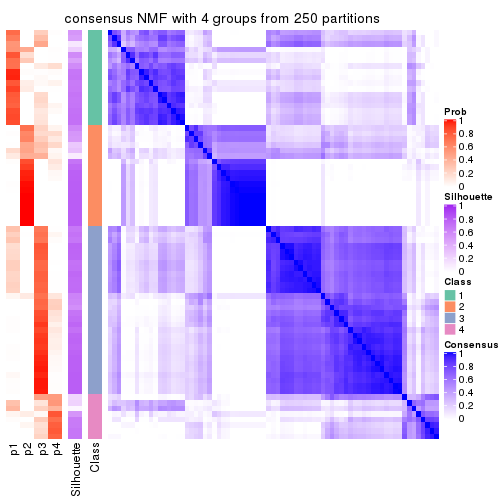 consensus NMF with 4 groups from 250 partitions
Prob
1
0.8
0.6
0.4
0.2
0
Silhouette
1
0.8
0.6
0.4
0.2
0
Class
1
2
3
4
Consensus
1
0.8
0.6
0.4
0.2
0
p1
p2
p3
p4
Silhouette
Class